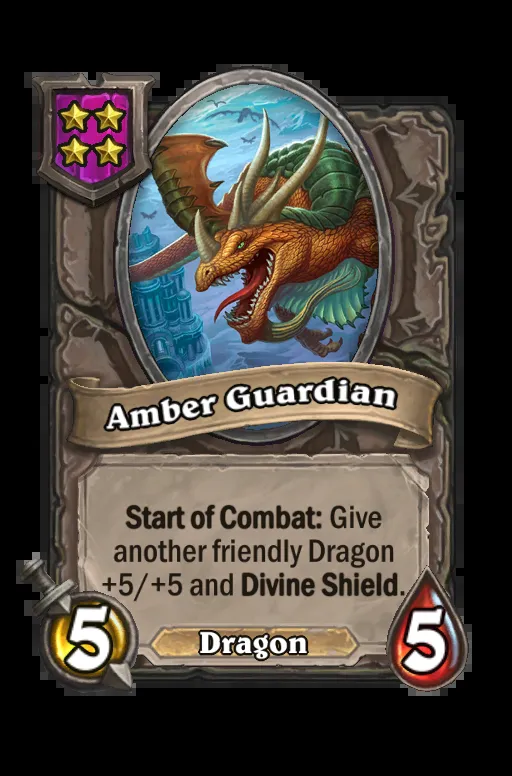 Amber Guardian
Start of Combat: Give
another friendly Dragon
+5/+5 and Divine Shield.
5
Dragon
5